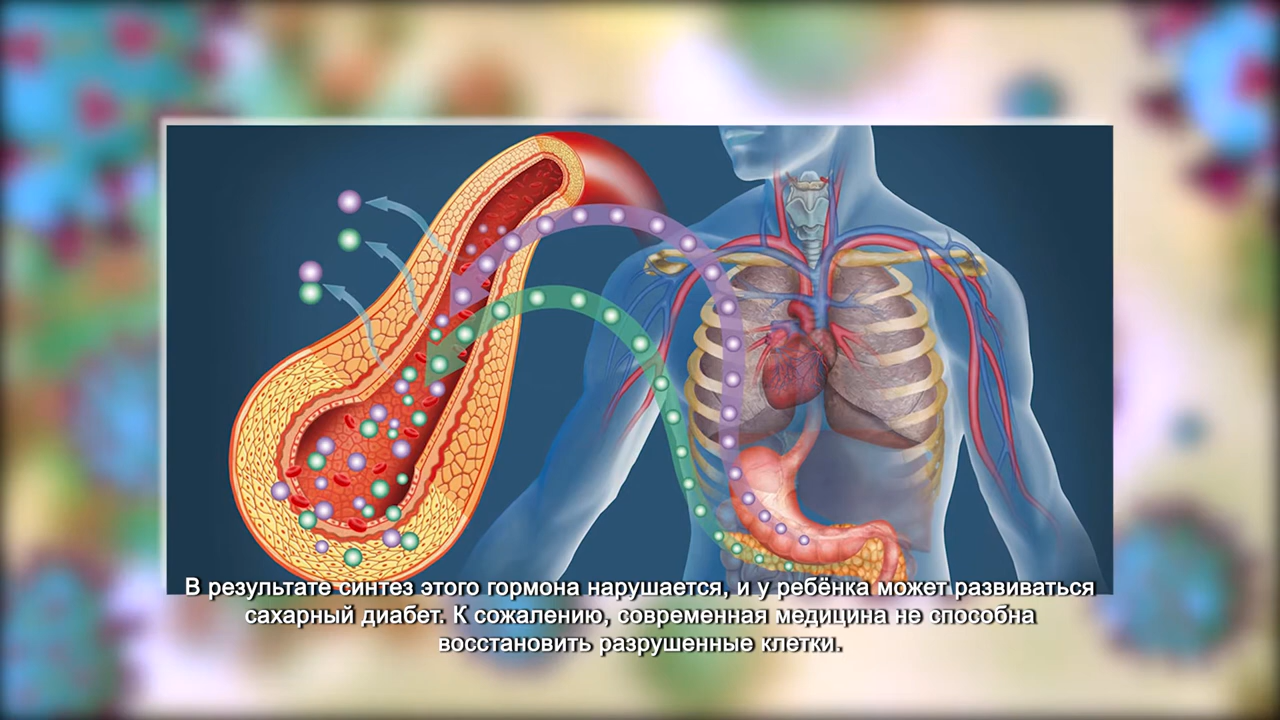 В результате синтез этого гормона нарушается, и у ребёнка может развиваться
сахарный диабет. К сожалению, современная медицина не способна
восстановить разрушенные клетки.